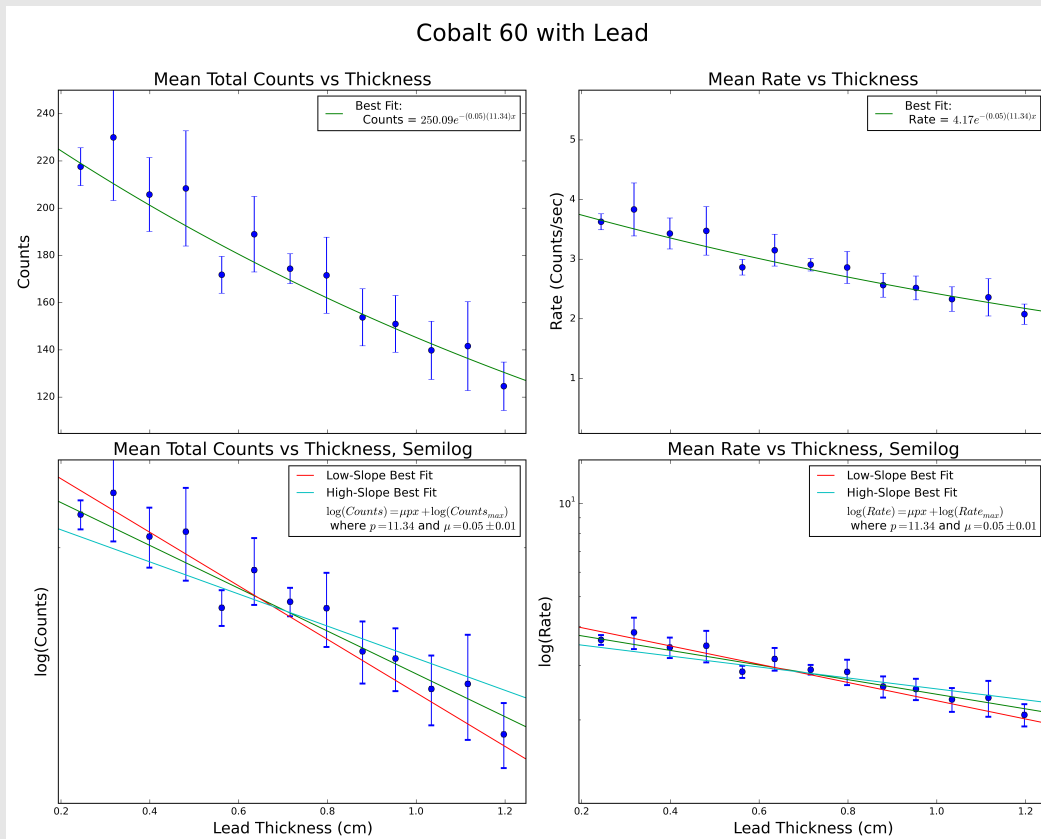 Cobalt 60 with Lead
Mean Total Counts vs Thickness
Best Fit:
Counts = 250.09e^{-(0.05)(11.34)x}
240
220
200
180
160
140
120
Counts
Mean Rate vs Thickness
Best Fit:
Rate = 4.17e^{-(0.05)(11.34)x}
5
4
3
2
1
Rate (Counts/sec)
Mean Total Counts vs Thickness, Semilog
Low-Slope Best Fit
High-Slope Best Fit
log(Counts)=μpx+log(Counts_{max})
where p=11.34 and μ=0.05±0.01
log(Counts)
0.2 0.4 0.6 0.8 1.0 1.2
Lead Thickness (cm)
Mean Rate vs Thickness, Semilog
Low-Slope Best Fit
High-Slope Best Fit
log(Rate)=μpx+log(Rate_{max})
where p=11.34 and μ=0.05±0.01
10^1
log(Rate)
0.2 0.4 0.6 0.8 1.0 1.2
Lead Thickness (cm)